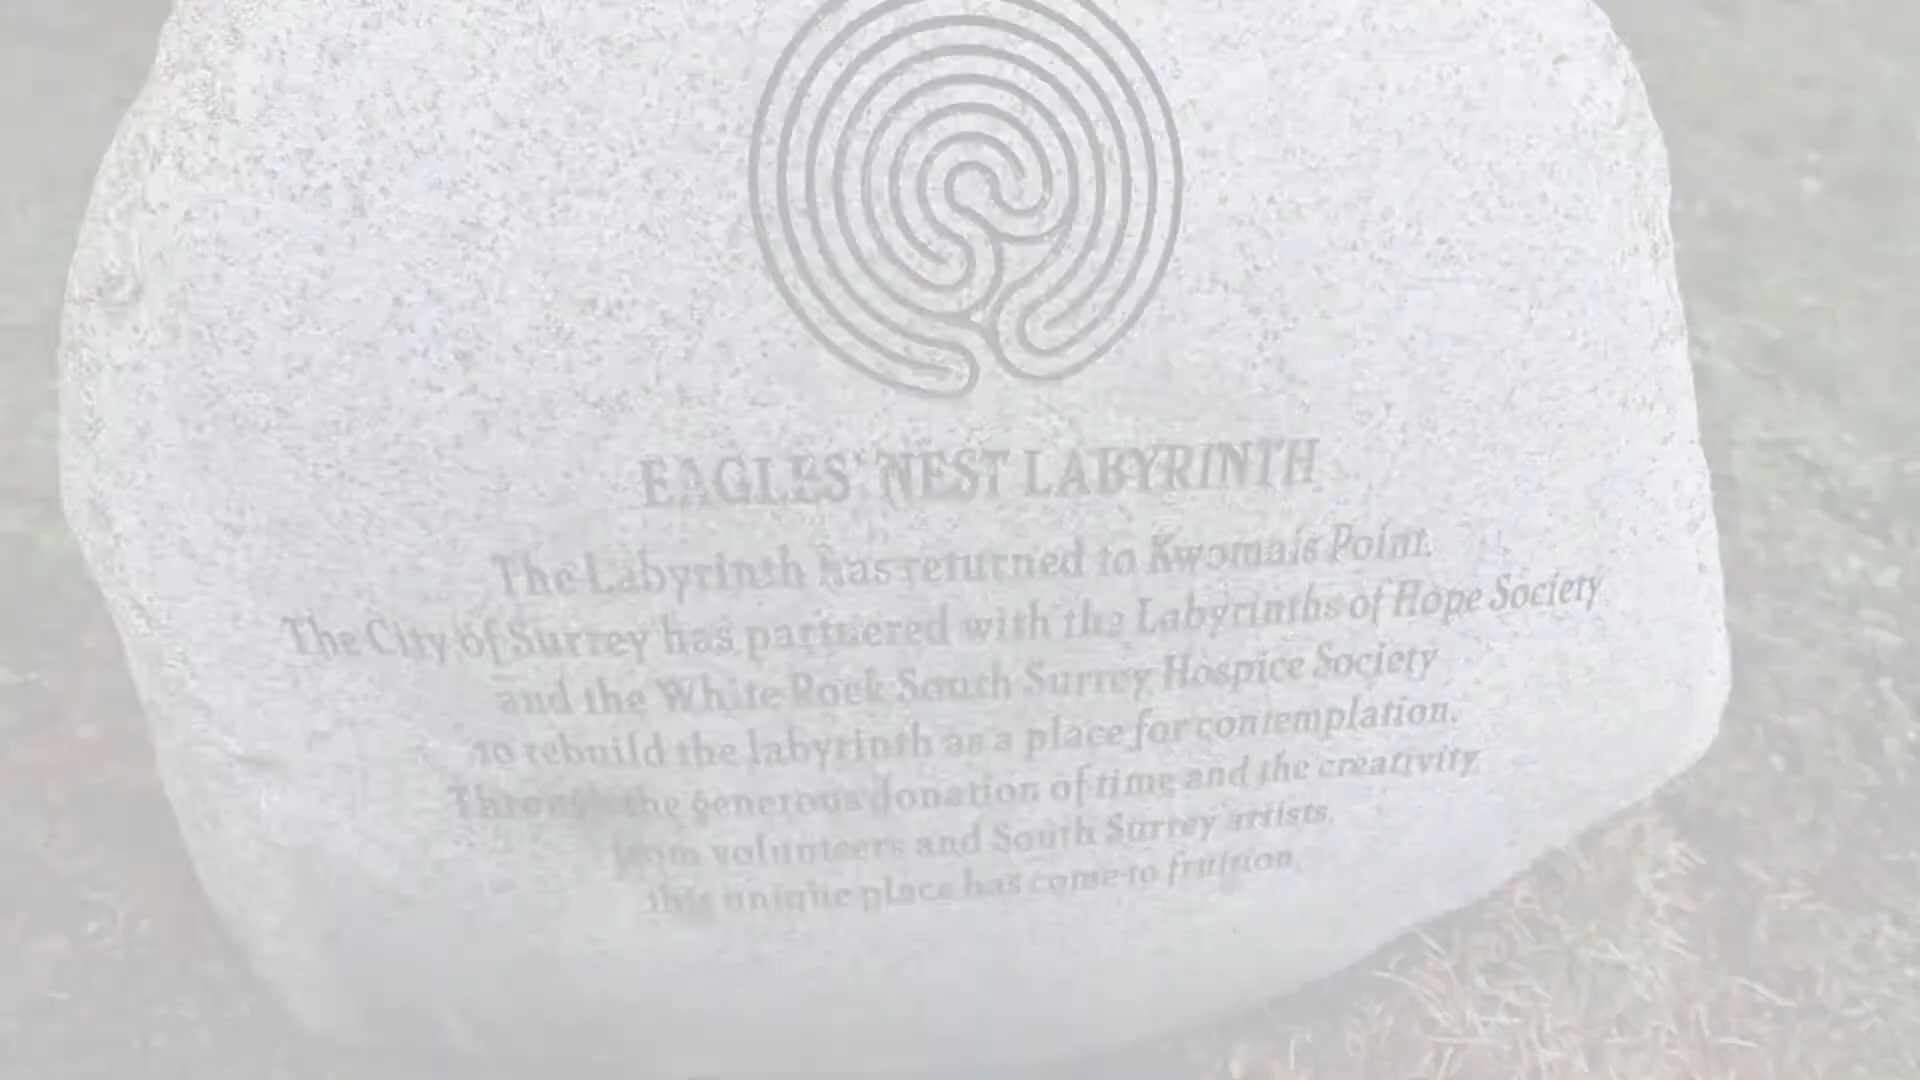 EAGLES' NEST LABYRINTH
The Labyrinth has returned to Kwomais Point.
The City of Surrey has partnered with the Labyrinths of Hope Society
and the White Rock South Surrey Hospice Society
to rebuild the labyrinth as a place for contemplation.
Through the generous donation of time and the creativity
from volunteers and South Surrey artists,
this unique place has come to fruition.